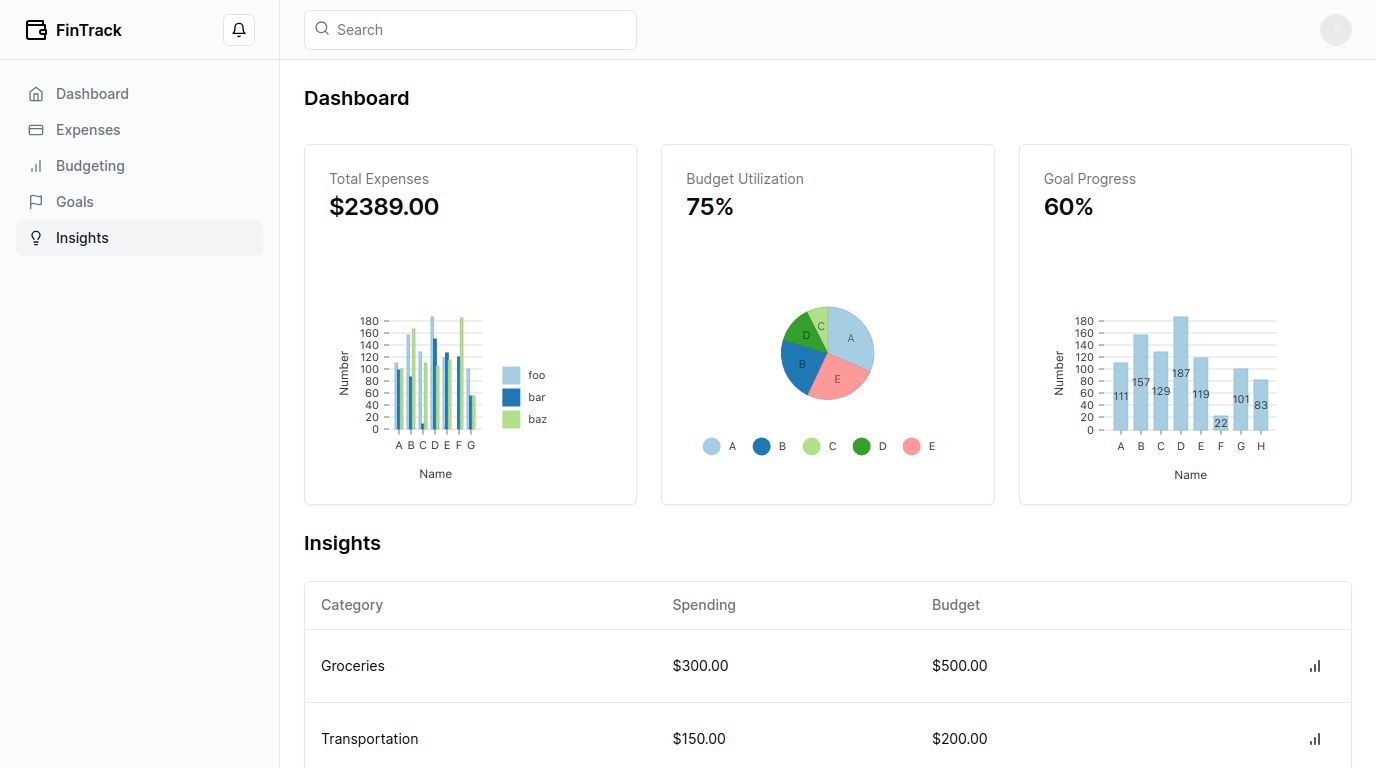 FinTrack
Search
Dashboard
Expenses
Budgeting
Goals
Insights
Dashboard
Total Expenses
$2389.00
180
160
140
120
100
80
60
40
20
0
Number
A B C D E F G
Name
foo
bar
baz
Budget Utilization
75%
A
B
C
D
E
A B C D E
Goal Progress
60%
180
160
140
120
100
80
60
40
20
0
Number
111 157 129 187 119 22 101 83
A B C D E F G H
Name
Insights
Category Spending Budget
Groceries $300.00 $500.00
Transportation $150.00 $200.00